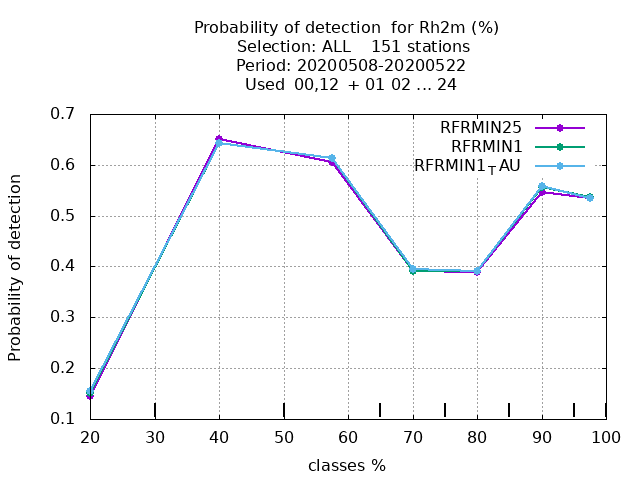 Probability of detection for Rh2m (%)
Selection: ALL 151 stations
Period: 20200508-20200522
Used 00,12 + 01 02 ... 24
RFRMIN25
RFRMIN1
RFRMIN1TAU
Probability of detection
0.7
0.6
0.5
0.4
0.3
0.2
0.1
20 30 40 50 60 70 80 90 100
classes %